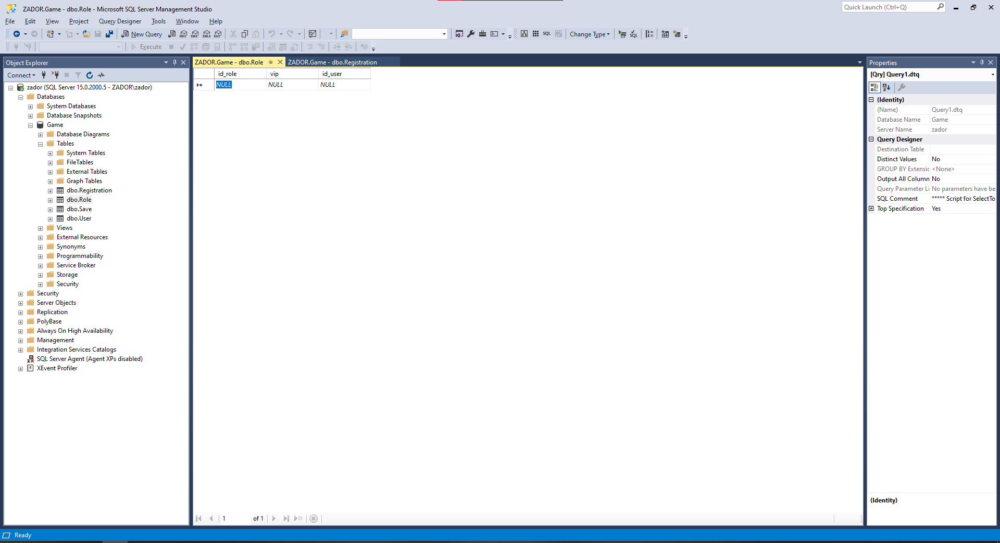 ZADOR.Game - dbo.Role - Microsoft SQL Server Management Studio
Quick Launch (Ctrl+Q)
File Edit View Project Query Designer Tools Window Help
New Query MDX DMX XMLA DAX SQL Change Type SQL
Execute
Object Explorer
Connect
zador (SQL Server 15.0.2000.5 - ZADOR\zador)
Databases
System Databases
Database Snapshots
Game
Database Diagrams
Tables
System Tables
FileTables
External Tables
Graph Tables
dbo.Registration
dbo.Role
dbo.Save
dbo.User
Views
External Resources
Synonyms
Programmability
Service Broker
Storage
Security
Security
Server Objects
Replication
PolyBase
Always On High Availability
Management
Integration Services Catalogs
SQL Server Agent (Agent XPs disabled)
XEvent Profiler
ZADOR.Game - dbo.Role ZADOR.Game - dbo.Registration
id_role vip id_user
NULL NULL NULL
1 of 1
Properties
[Qry] Query1.dtq
(Identity)
(Name) Query1.dtq
Database Name Game
Server Name zador
Query Designer
Destination Table
Distinct Values No
GROUP BY Extensic <None>
Output All Column No
Query Parameter Li No parameters have be
SQL Comment ***** Script for SelectTo
Top Specification Yes
(Identity)
Ready